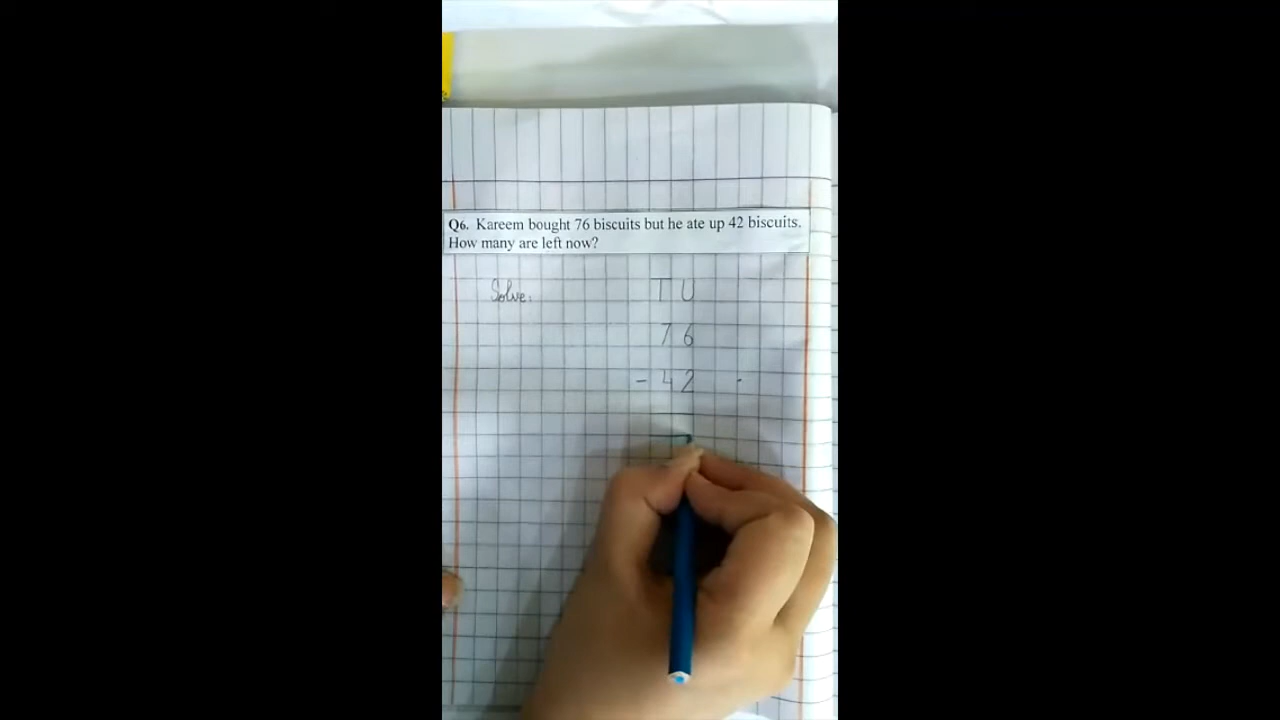 Q6. Kareem bought 76 biscuits but he ate up 42 biscuits.
How many are left now?
Solve: T U
7 6
- 4 2